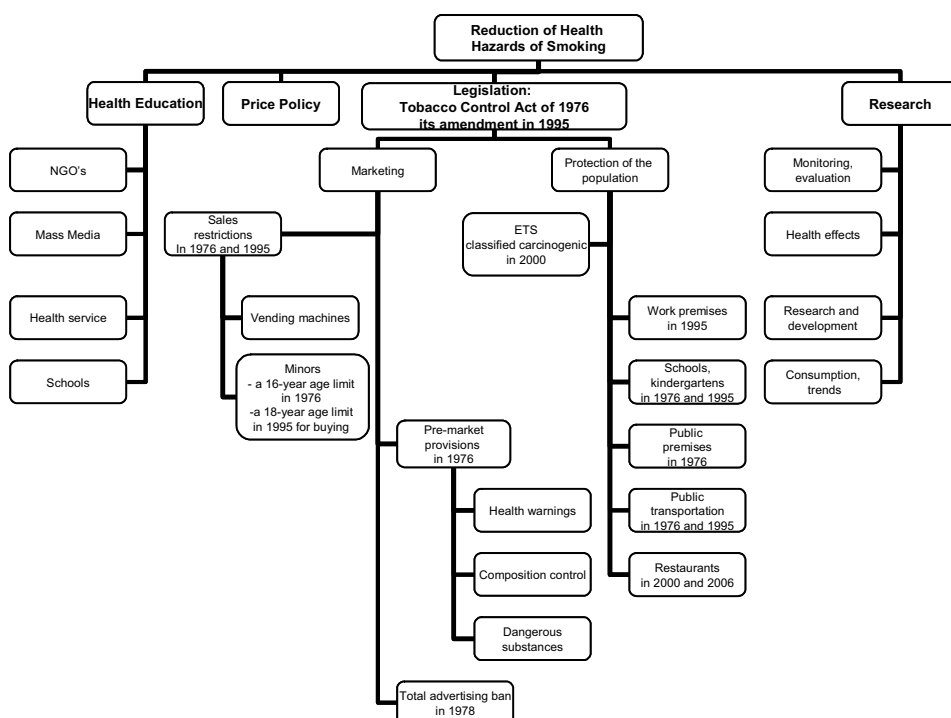 Reduction of Health
Hazards of Smoking
Health Education
Price Policy
Legislation:
Tobacco Control Act of 1976
its amendment in 1995
Research
NGO's
Mass Media
Health service
Schools
Marketing
Sales
restrictions
In 1976 and 1995
Vending machines
Minors
- a 16-year age limit
in 1976
-a 18-year age limit
in 1995 for buying
Pre-market
provisions
in 1976
Health warnings
Composition control
Dangerous
substances
Total advertising ban
in 1978
Protection of the
population
ETS
classified carcinogenic
in 2000
Work premises
in 1995
Schools,
kindergartens
in 1976 and 1995
Public
premises
in 1976
Public
transportation
in 1976 and 1995
Restaurants
in 2000 and 2006
Monitoring,
evaluation
Health effects
Research and
development
Consumption,
trends